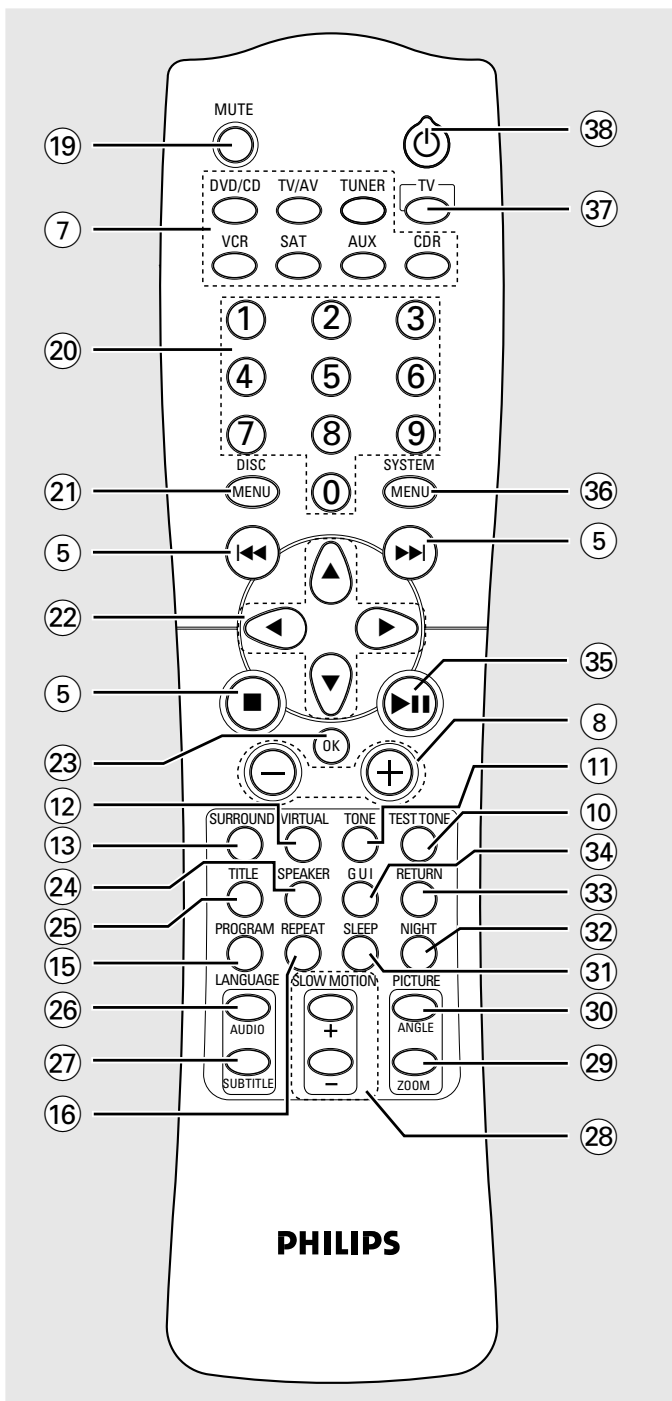 MUTE
19 38
DVD/CD TV/AV TUNER TV
7 37
VCR SAT AUX CDR
1 2 3
20
4 5 6
7 8 9
DISC SYSTEM
21 MENU 0 MENU 36
5 5
22
35
5
8
23 OK
11
12
SURROUND VIRTUAL TONE TEST TONE
13 10
24 34
TITLE SPEAKER GUI RETURN
25 33
32
PROGRAM REPEAT SLEEP NIGHT
15 31
LANGUAGE SLOW MOTION PICTURE
26 30
AUDIO + ANGLE
27 29
SUBTITLE − ZOOM
16 28
PHILIPS